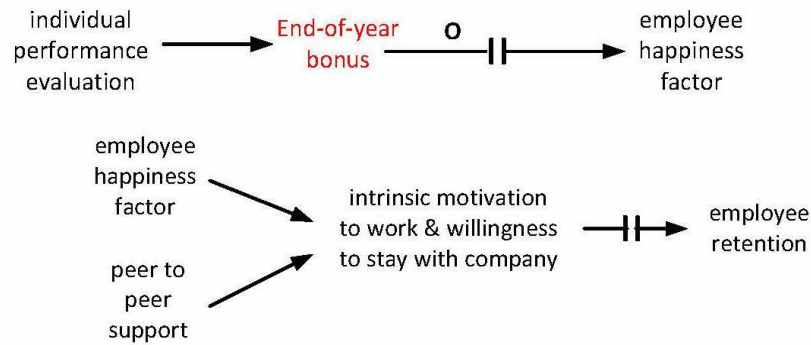 individual
performance
evaluation
End-of-year
bonus
O
employee
happiness
factor
employee
happiness
factor
peer to
peer
support
intrinsic motivation
to work & willingness
to stay with company
employee
retention